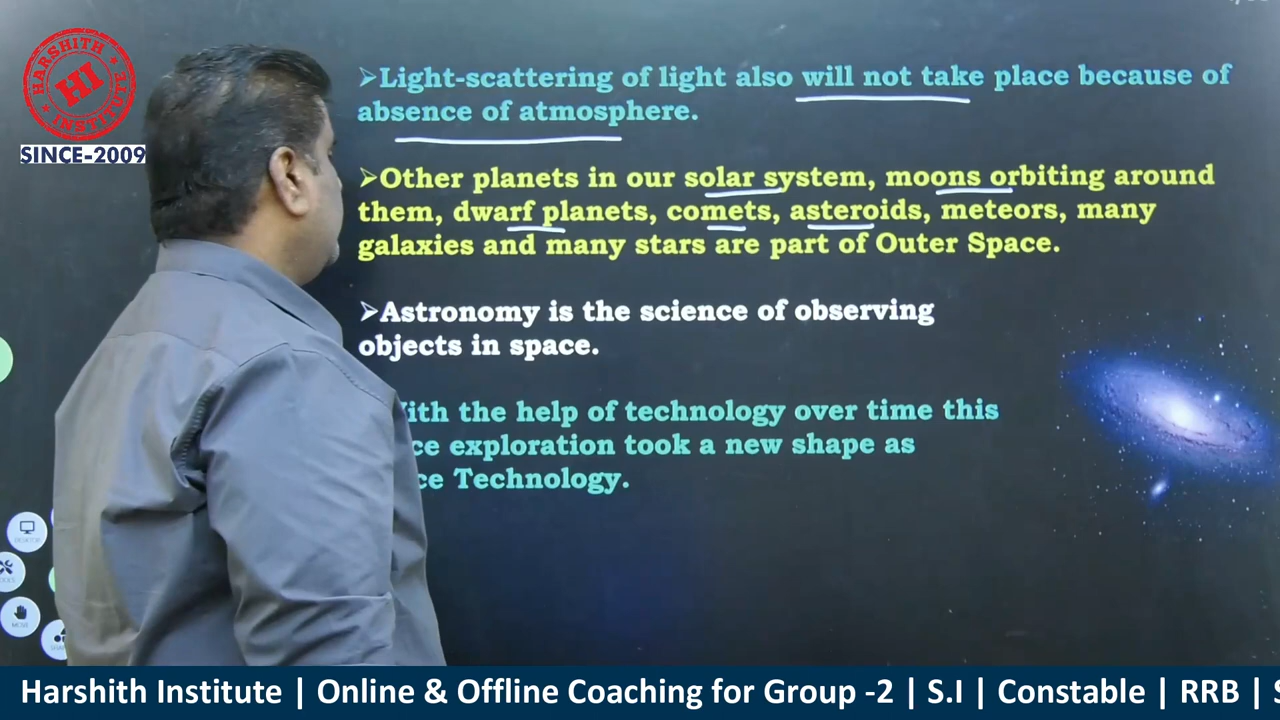 HARSHITH
HI
INSTITUTE
SINCE-2009
➢Light-scattering of light also will not take place because of
absence of atmosphere.
➢Other planets in our solar system, moons orbiting around
them, dwarf planets, comets, asteroids, meteors, many
galaxies and many stars are part of Outer Space.
➢Astronomy is the science of observing
objects in space.
ith the help of technology over time this
ce exploration took a new shape as
ce Technology.
Harshith Institute | Online & Offline Coaching for Group -2 | S.I | Constable | RRB | S